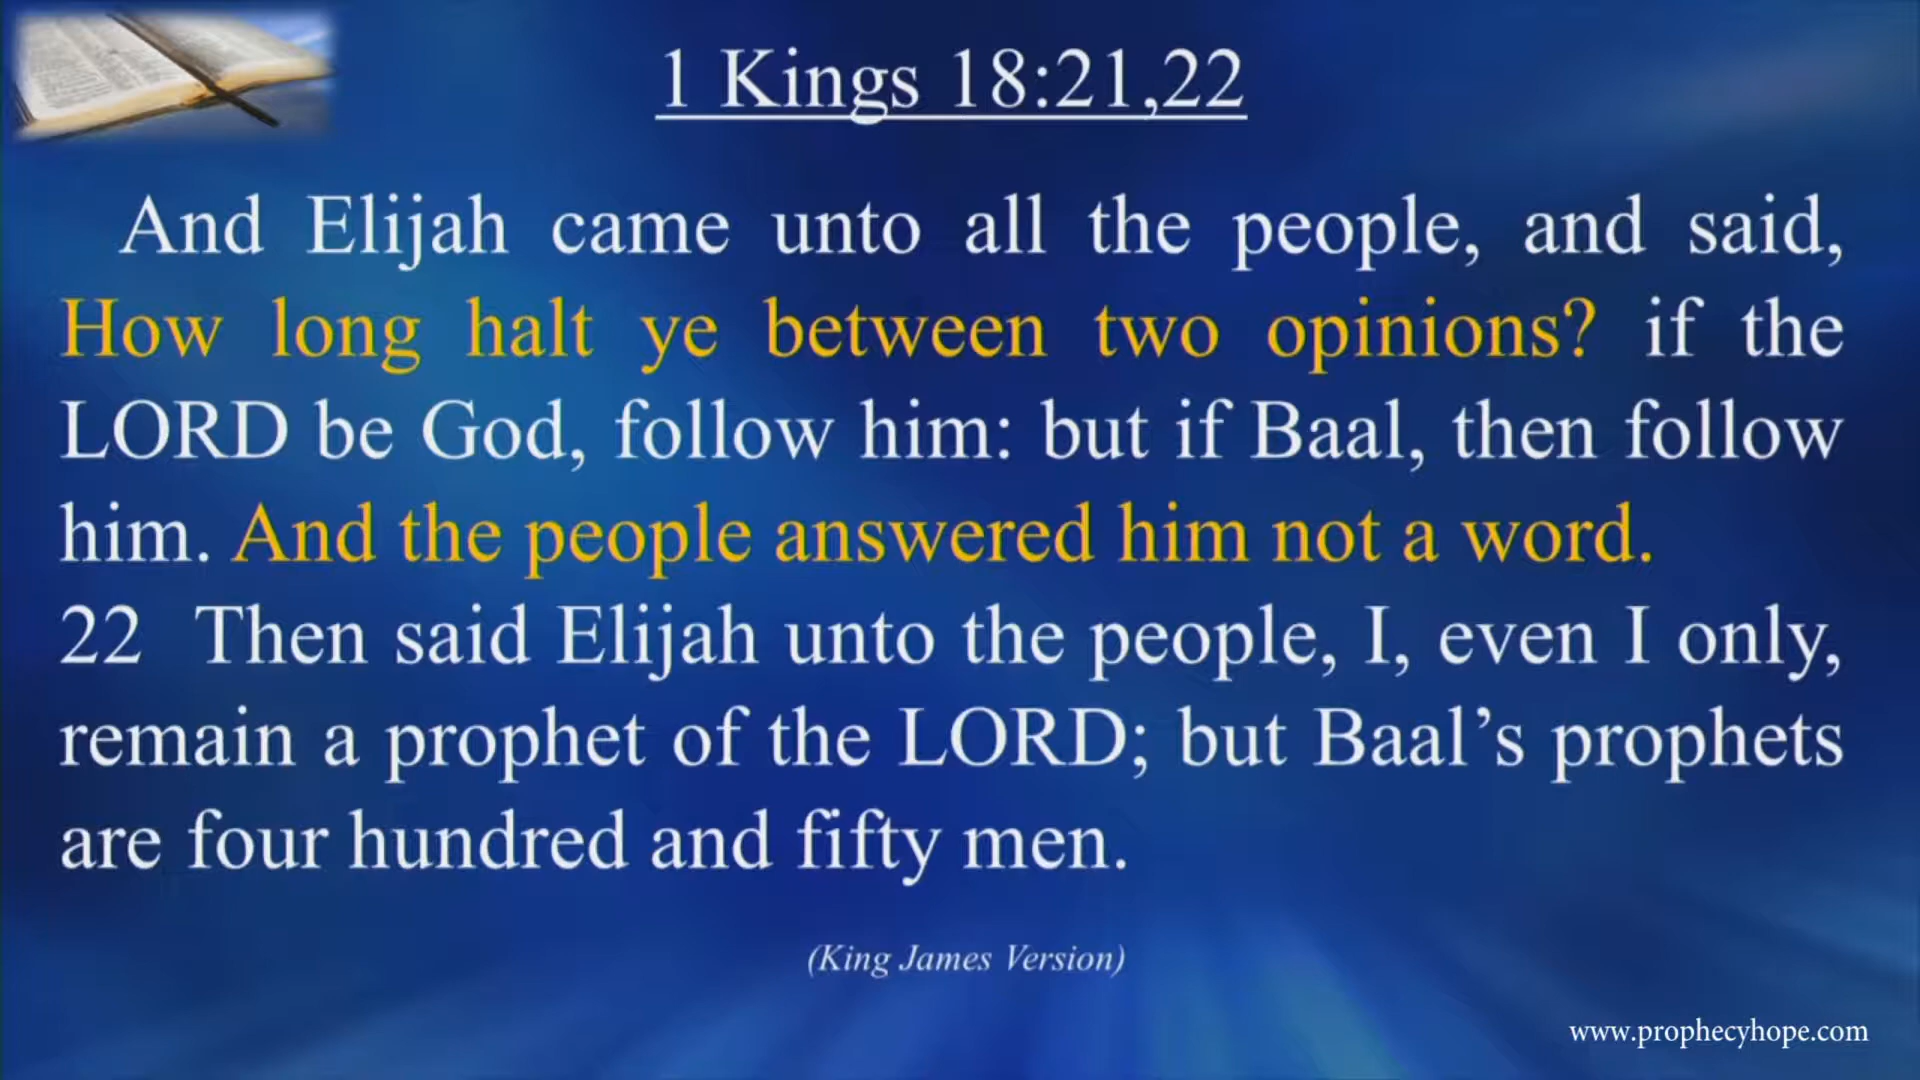 1 Kings 18:21,22
And Elijah came unto all the people, and said,
How long halt ye between two opinions? if the
LORD be God, follow him: but if Baal, then follow
him. And the people answered him not a word.
22 Then said Elijah unto the people, I, even I only,
remain a prophet of the LORD; but Baal’s prophets
are four hundred and fifty men.
(King James Version)
www.prophecyhope.com